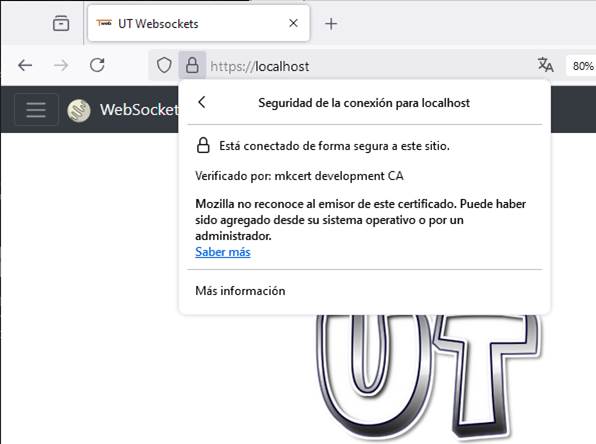 UT Websockets
https://localhost
80%
WebSocket
Seguridad de la conexión para localhost
Está conectado de forma segura a este sitio.
Verificado por: mkcert development CA
Mozilla no reconoce al emisor de este certificado. Puede haber
sido agregado desde su sistema operativo o por un
administrador.
Saber más
Más información
UT